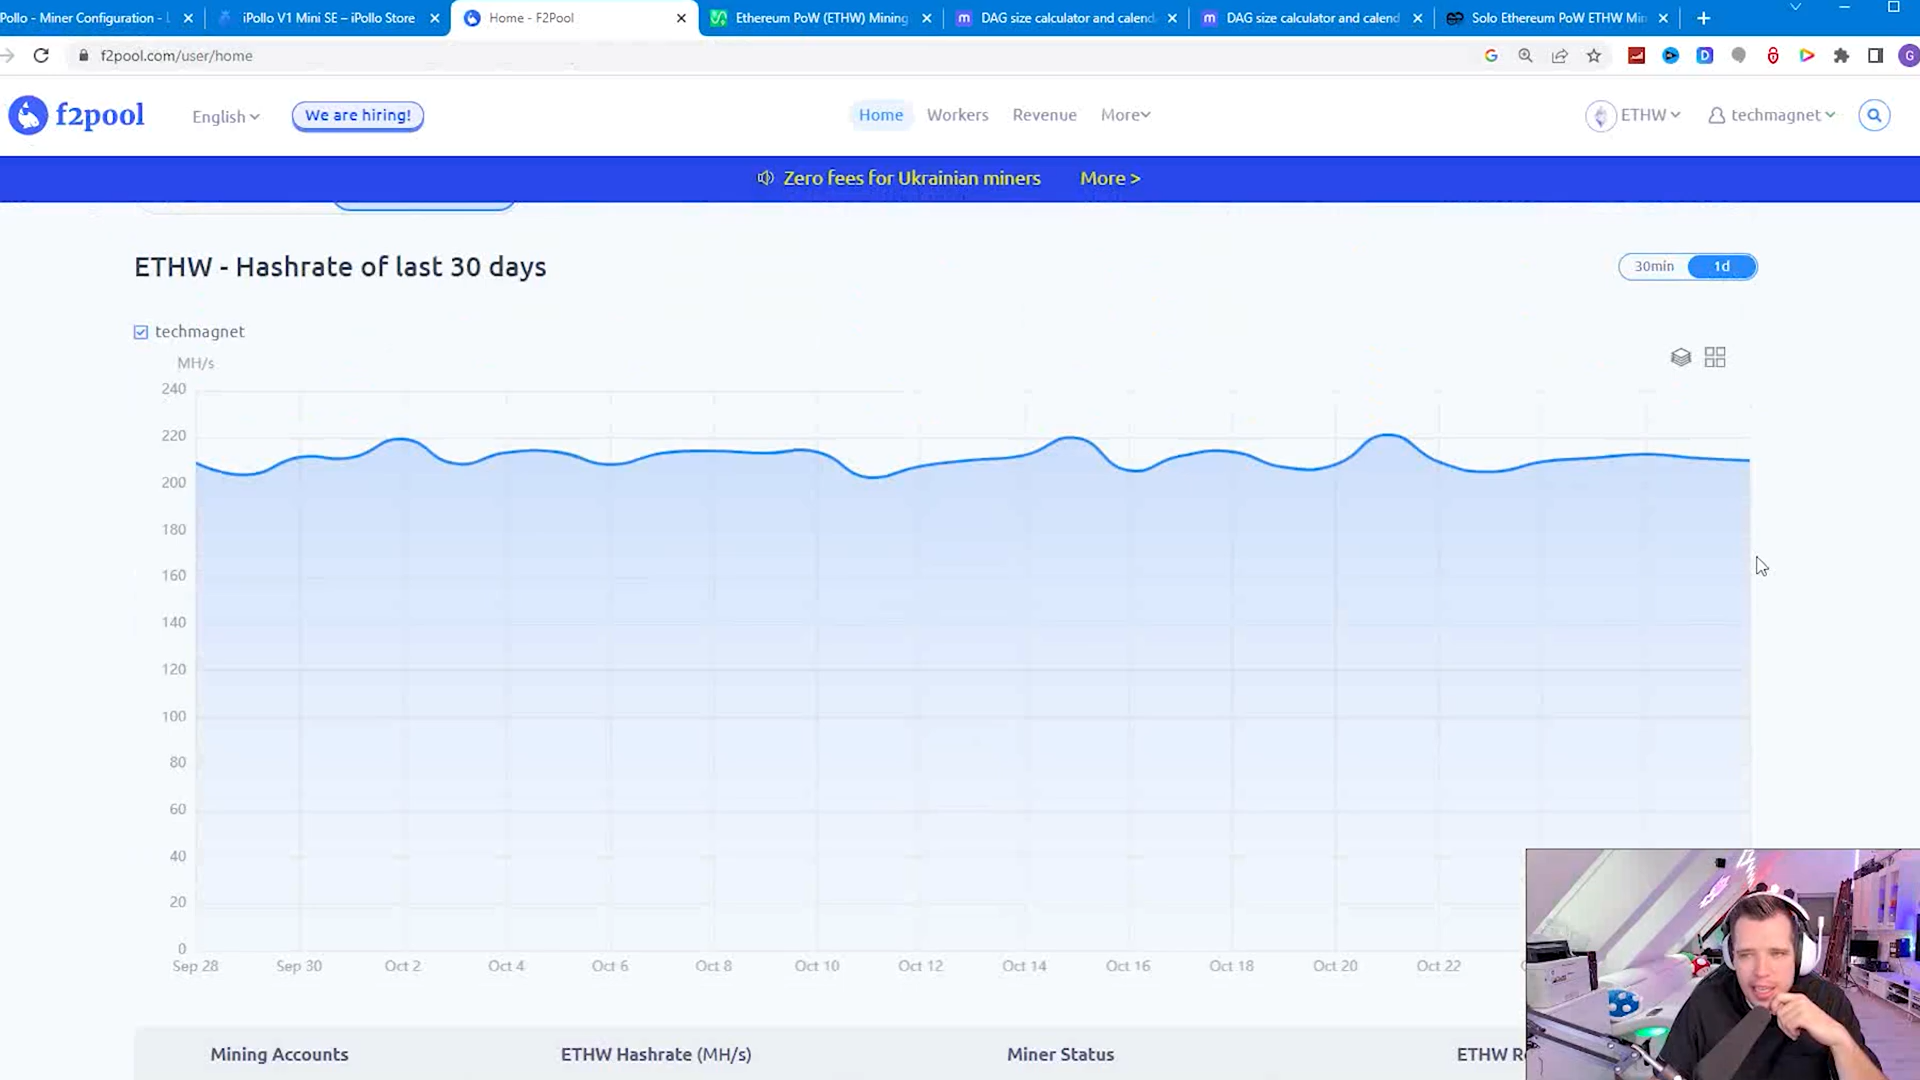 Pollo - Miner Configuration -
iPollo V1 Mini SE – iPollo Store
Home - F2Pool
Ethereum PoW (ETHW) Mining
DAG size calculator and calend
DAG size calculator and calend
Solo Ethereum PoW ETHW Min
f2pool.com/user/home
f2pool
English
We are hiring!
Home
Workers
Revenue
More
ETHW
techmagnet
Zero fees for Ukrainian miners
More >
ETHW - Hashrate of last 30 days
30min
1d
techmagnet
MH/s
240
220
200
180
160
140
120
100
80
60
40
20
0
Sep 28
Sep 30
Oct 2
Oct 4
Oct 6
Oct 8
Oct 10
Oct 12
Oct 14
Oct 16
Oct 18
Oct 20
Oct 22
Mining Accounts
ETHW Hashrate (MH/s)
Miner Status
ETHW R